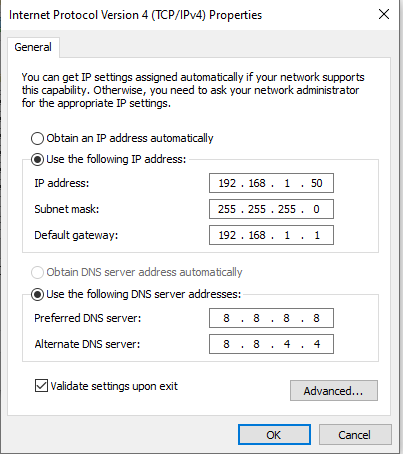 Internet Protocol Version 4 (TCP/IPv4) Properties
General
You can get IP settings assigned automatically if your network supports
this capability. Otherwise, you need to ask your network administrator
for the appropriate IP settings.
Obtain an IP address automatically
Use the following IP address:
IP address: 192 . 168 . 1 . 50
Subnet mask: 255 . 255 . 255 . 0
Default gateway: 192 . 168 . 1 . 1
Obtain DNS server address automatically
Use the following DNS server addresses:
Preferred DNS server: 8 . 8 . 8 . 8
Alternate DNS server: 8 . 8 . 4 . 4
Validate settings upon exit
Advanced...
OK Cancel